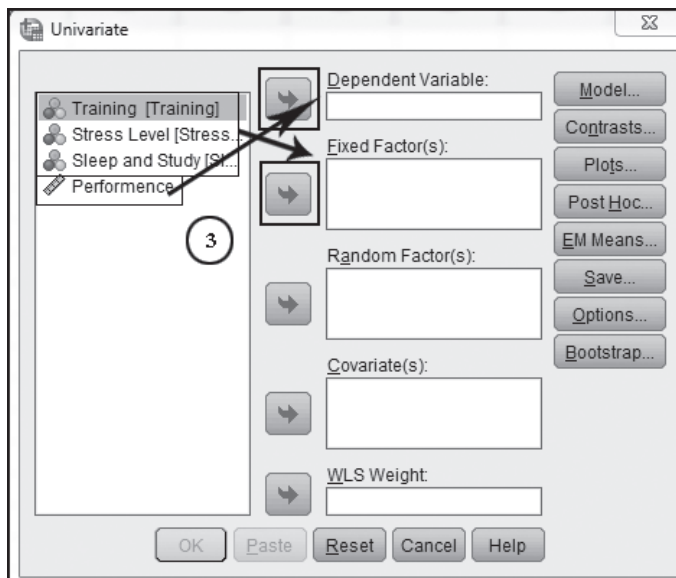 Univariate
Training [Training]
Stress Level [Stress...
Sleep and Study [Sl...
Performence
3
Dependent Variable:
Fixed Factor(s):
Random Factor(s):
Covariate(s):
WLS Weight:
Model...
Contrasts...
Plots...
Post Hoc...
EM Means...
Save...
Options...
Bootstrap...
OK
Paste
Reset
Cancel
Help